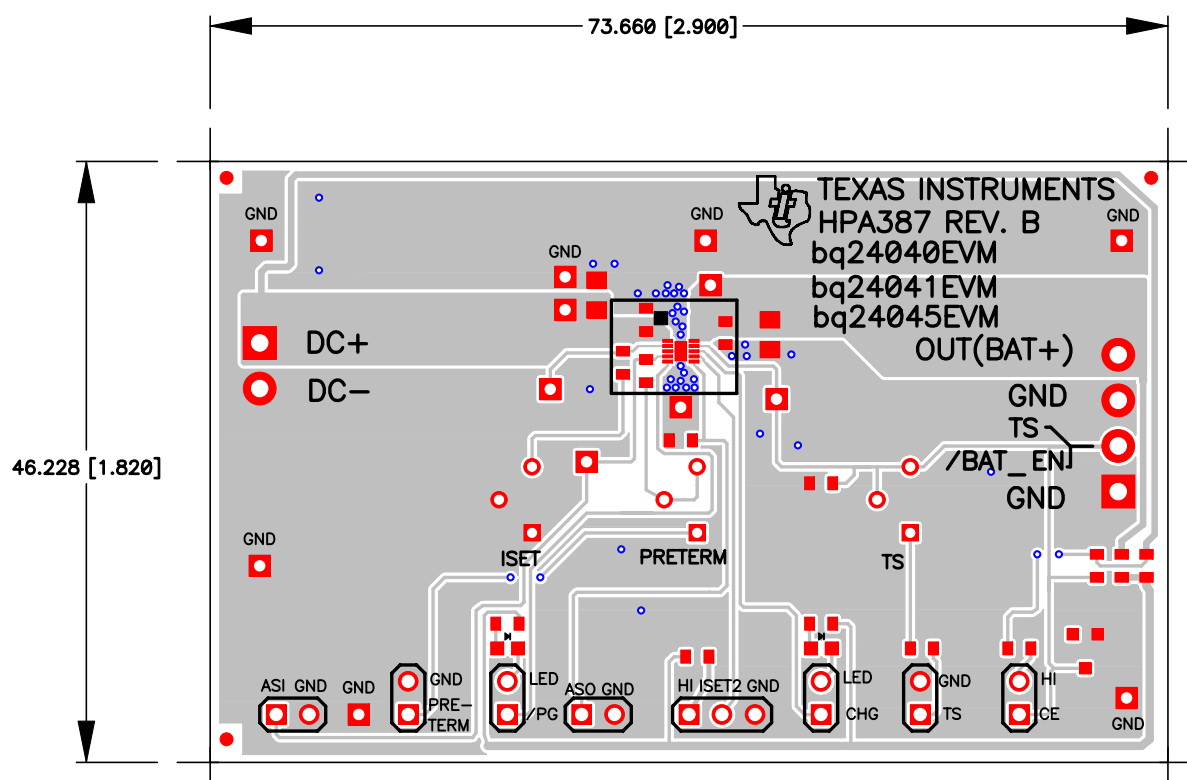 73.660 [2.900]
TEXAS INSTRUMENTS
HPA387 REV. B
bq24040EVM
bq24041EVM
bq24045EVM
GND
GND
GND
GND
DC+
DC-
OUT(BAT+)
GND
TS
/BAT_EN
GND
46.228 [1.820]
GND
ISET
PRETERM
TS
ASI GND
GND
GND
PRE-
TERM
LED
/PG
ASO GND
HI ISET2 GND
LED
CHG
GND
TS
HI
CE
GND